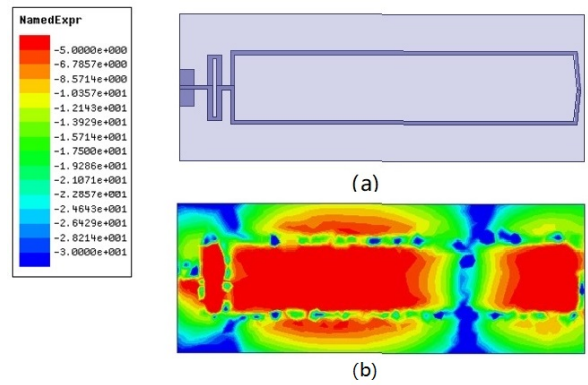 NamedExpr
-5.0000e+000
-6.7857e+000
-8.5714e+000
-1.0357e+001
-1.2143e+001
-1.3929e+001
-1.5714e+001
-1.7500e+001
-1.9286e+001
-2.1071e+001
-2.2857e+001
-2.4643e+001
-2.6429e+001
-2.8214e+001
-3.0000e+001
(a)
(b)